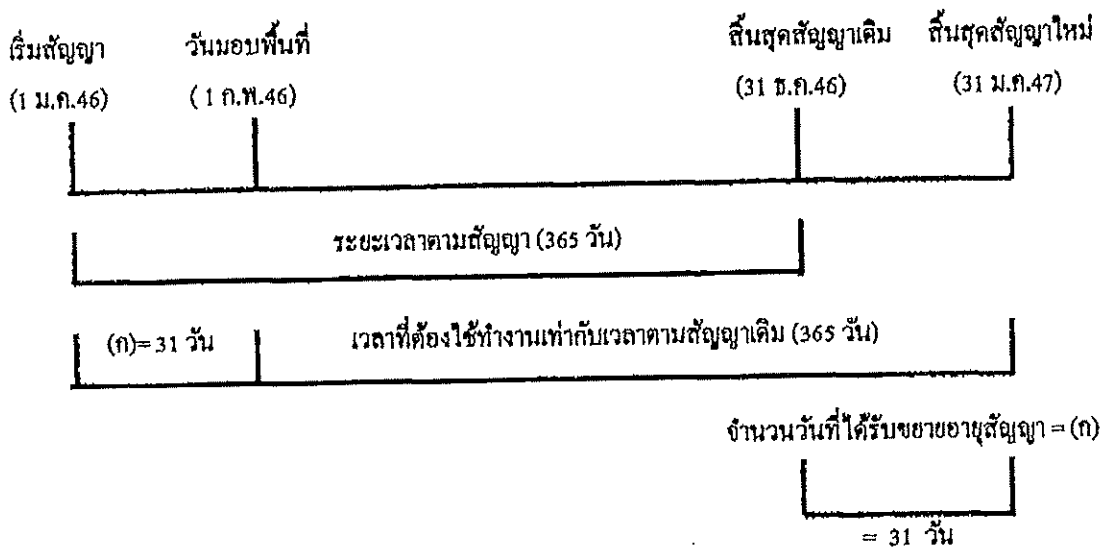 เริ่มสัญญา วันมอบพื้นที่ สิ้นสุดสัญญาเดิม สิ้นสุดสัญญาใหม่
(1 ม.ค.46) ( 1 ก.พ.46) (31 ธ.ค.46) (31 ม.ค.47)
ระยะเวลาตามสัญญา (365 วัน)
(ก)= 31 วัน เวลาที่ต้องใช้ทำงานเท่ากับเวลาตามสัญญาเดิม (365 วัน)
จำนวนวันที่ได้รับขยายอายุสัญญา = (ก)
= 31 วัน